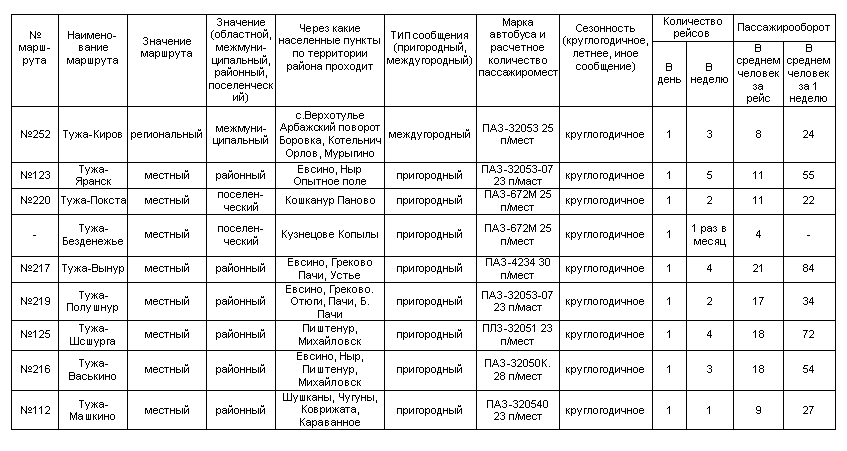 № марш-рута | Наимено-вание маршрута | Значение маршрута | Значение (областной, межмуни-ципальный, районный, поселенчес кий) | Через какие населенные пункты по территории района проходит | ТИП сообщения (пригородный, междугородный) | Марка автобуса и расчетное количество пассажиромест | Сезонность (круглогодичное, летнее, иное сообщение) | Количество рейсов | Пассажирооборот
В день | В неделю | В среднем человек за рейс | В среднем человек за 1 неделю
№252 | Тужа-Киров | региональный | межмуни-ципальный | с.Верхотулье Арбажский поворот Боровка, Котельнич Орлов, Мурыгино | междугородный | ПАЗ-32053 25 п/мест | круглогодичное | 1 | 3 | 8 | 24
№123 | Тужа-Яранск | местный | районный | Евсино, Ныр Опытное поле | пригородный | ПАЗ-32053-07 23 п/маст | круглогодичное | 1 | 5 | 11 | 55
№220 | Тужа-Покста | местный | поселен-ческий | Кошканур Паново | пригородный | ПАЗ-672М 25 п/мест | круглогодичное | 1 | 2 | 11 | 22
- | Тужа-Безденежье | местный | поселен-ческий | Кузнецове Копылы | пригородный | ПАЗ-672М 25 п/мест | круглогодичное | 1 | 1 раз в месяц | 4 | -
№217 | Тужа-Вынур | местный | районный | Евсино, Греково Пачи, Устье | пригородный | ПАЗ-4234 30 п/мест | круглогодичное | 1 | 4 | 21 | 84
№219 | Тужа-Полушнур | местный | районный | Евсино, Греково. Отюги, Пачи, Б. Пачи | пригородный | ПАЗ-32053-07 23 п/маст | круглогодичное | 1 | 2 | 17 | 34
№125 | Тужа-Шсшурга | местный | районный | Пиштенур, Михайловск | пригородный | ПЛЗ-32051 23 п/мест | круглогодичное | 1 | 4 | 18 | 72
№216 | Тужа-Васькино | местный | районный | Евсино, Ныр, Пиштенур, Михайловск | пригородный | ПАЗ-32050К. 28 п/мест | круглогодичное | 1 | 3 | 18 | 54
№112 | Тужа-Машкино | местный | районный | Шушканы, Чугуны, Коврижата, Караванное | пригородный | ПАЗ-320540 23 п/мест | круглогодичное | 1 | 1 | 9 | 27